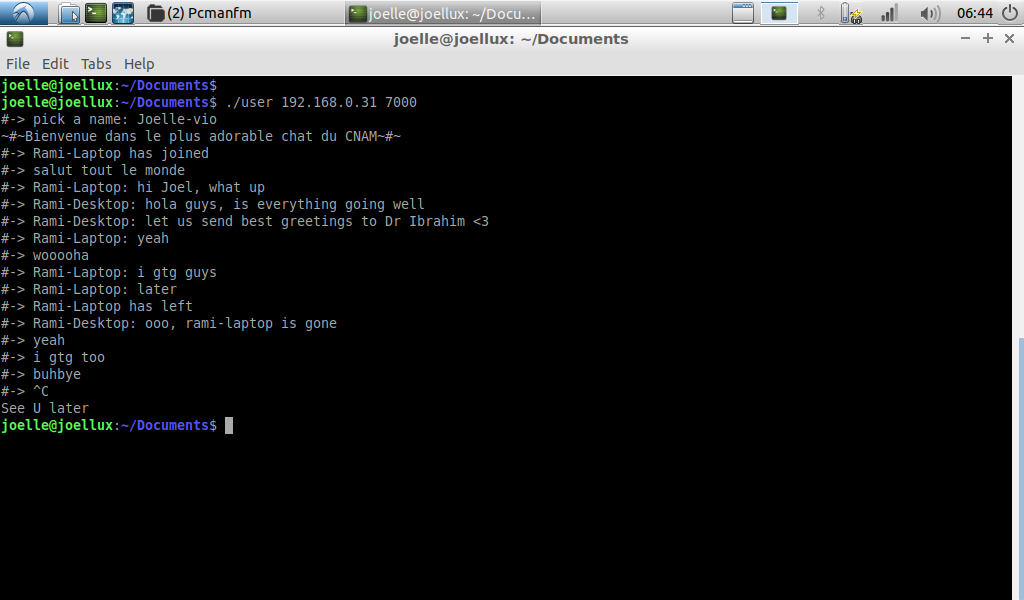 (2) Pcmanfm
joelle@joellux: ~/Docu...
06:44
joelle@joellux: ~/Documents
File Edit Tabs Help
joelle@joellux:~/Documents$
joelle@joellux:~/Documents$ ./user 192.168.0.31 7000
#-> pick a name: Joelle-vio
~#~Bienvenue dans le plus adorable chat du CNAM~#~
#-> Rami-Laptop has joined
#-> salut tout le monde
#-> Rami-Laptop: hi Joel, what up
#-> Rami-Desktop: hola guys, is everything going well
#-> Rami-Desktop: let us send best greetings to Dr Ibrahim <3
#-> Rami-Laptop: yeah
#-> wooooha
#-> Rami-Laptop: i gtg guys
#-> Rami-Laptop: later
#-> Rami-Laptop has left
#-> Rami-Desktop: ooo, rami-laptop is gone
#-> yeah
#-> i gtg too
#-> buhbye
#-> ^C
See U later
joelle@joellux:~/Documents$